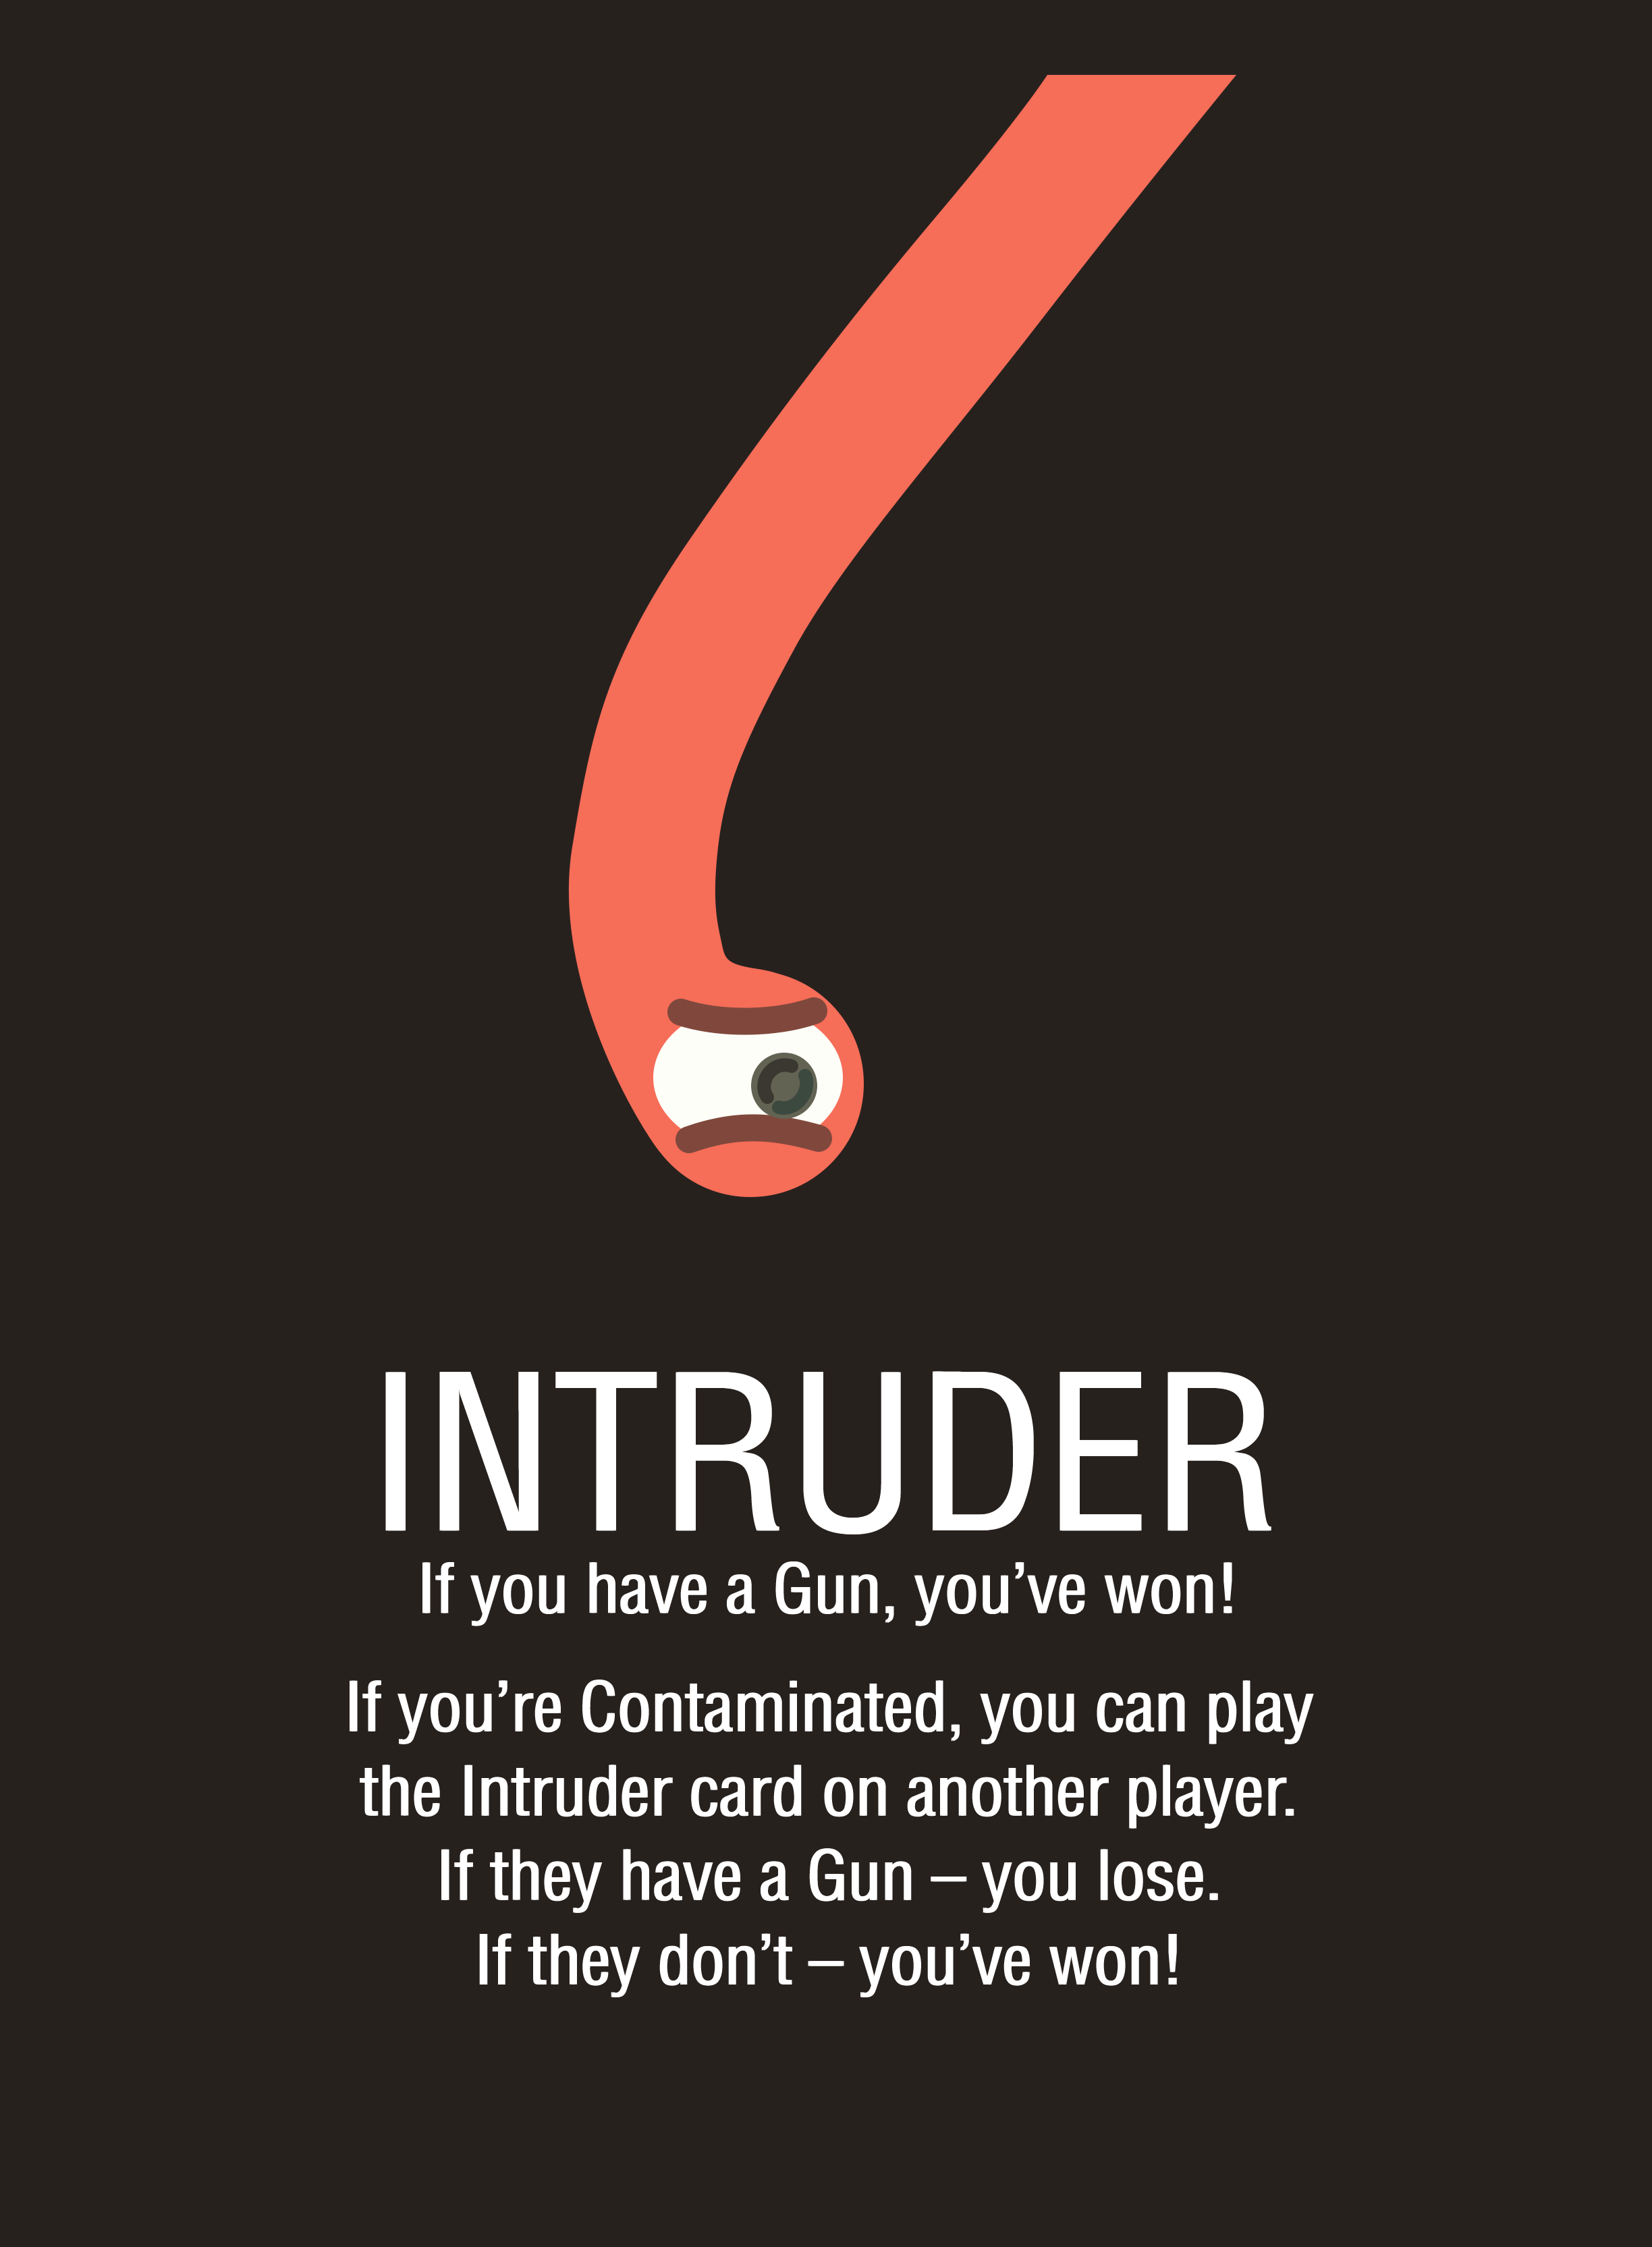 INTRUDER
If you have a Gun, you’ve won!
If you’re Contaminated, you can play
the Intruder card on another player.
If they have a Gun – you lose.
If they don’t – you’ve won!